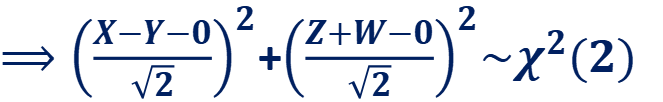 ⟹ (X−Y−0/√2)² + (Z+W−0/√2)² ~ χ²(2)